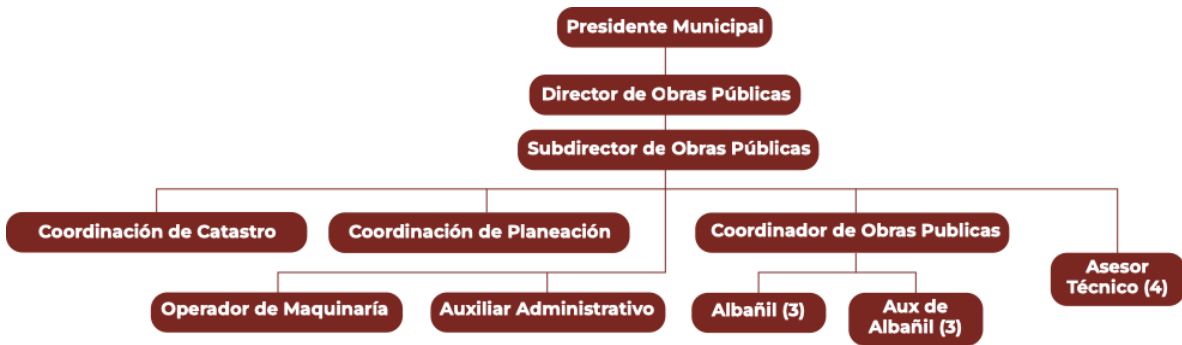 Presidente Municipal
Director de Obras Públicas
Subdirector de Obras Públicas
Coordinación de Catastro
Coordinación de Planeación
Coordinador de Obras Publicas
Asesor
Técnico (4)
Operador de Maquinaría
Auxiliar Administrativo
Albañil (3)
Aux de
Albañil (3)